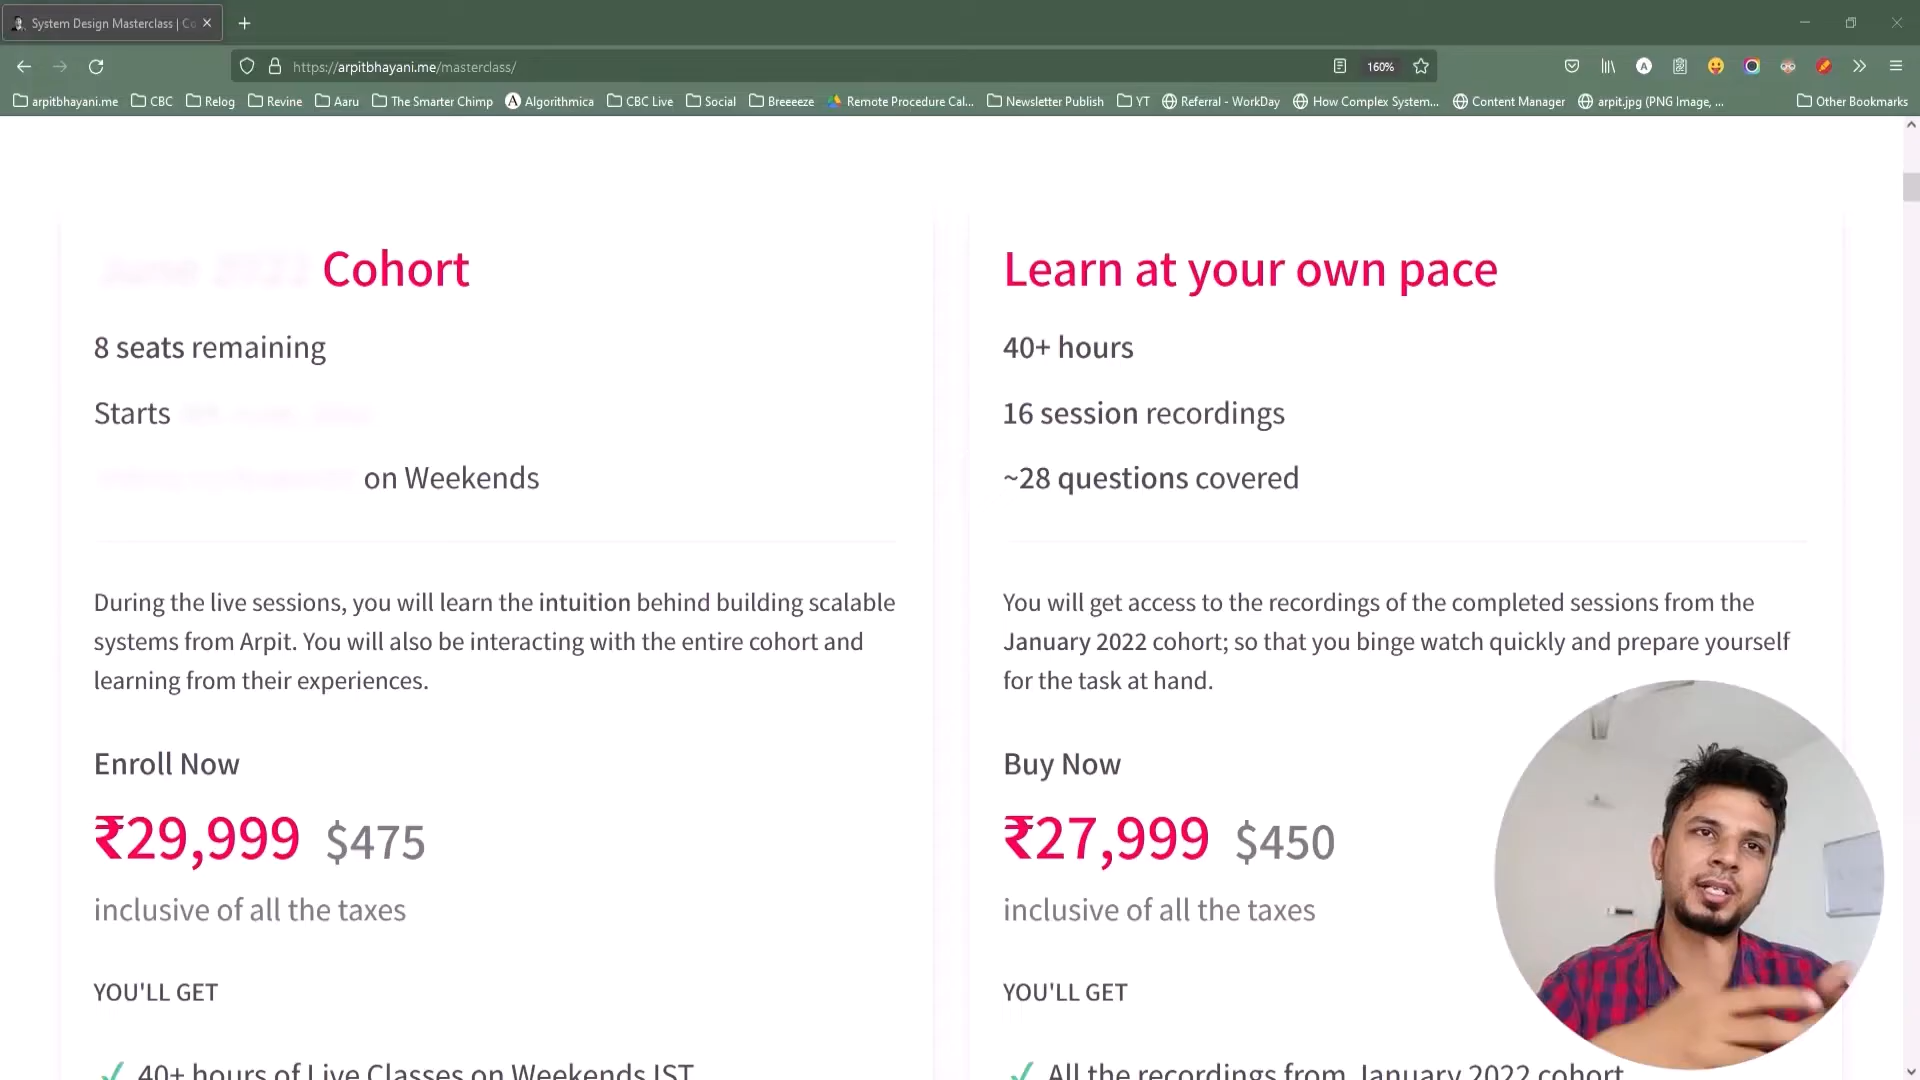 System Design Masterclass | Co
https://arpitbhayani.me/masterclass/
160%
arpitbhayani.me CBC Relog Revine Aaru The Smarter Chimp Algorithmica CBC Live Social Breeeeze Remote Procedure Cal... Newsletter Publish YT Referral - WorkDay How Complex System... Content Manager arpit.jpg (PNG Image, ... Other Bookmarks
Cohort
8 seats remaining
Starts
on Weekends
During the live sessions, you will learn the intuition behind building scalable
systems from Arpit. You will also be interacting with the entire cohort and
learning from their experiences.
Enroll Now
₹29,999 $475
inclusive of all the taxes
YOU'LL GET
✓ 40+ hours of Live Classes on Weekends IST
Learn at your own pace
40+ hours
16 session recordings
~28 questions covered
You will get access to the recordings of the completed sessions from the
January 2022 cohort; so that you binge watch quickly and prepare yourself
for the task at hand.
Buy Now
₹27,999 $450
inclusive of all the taxes
YOU'LL GET
✓ All the recordings from January 2022 cohort